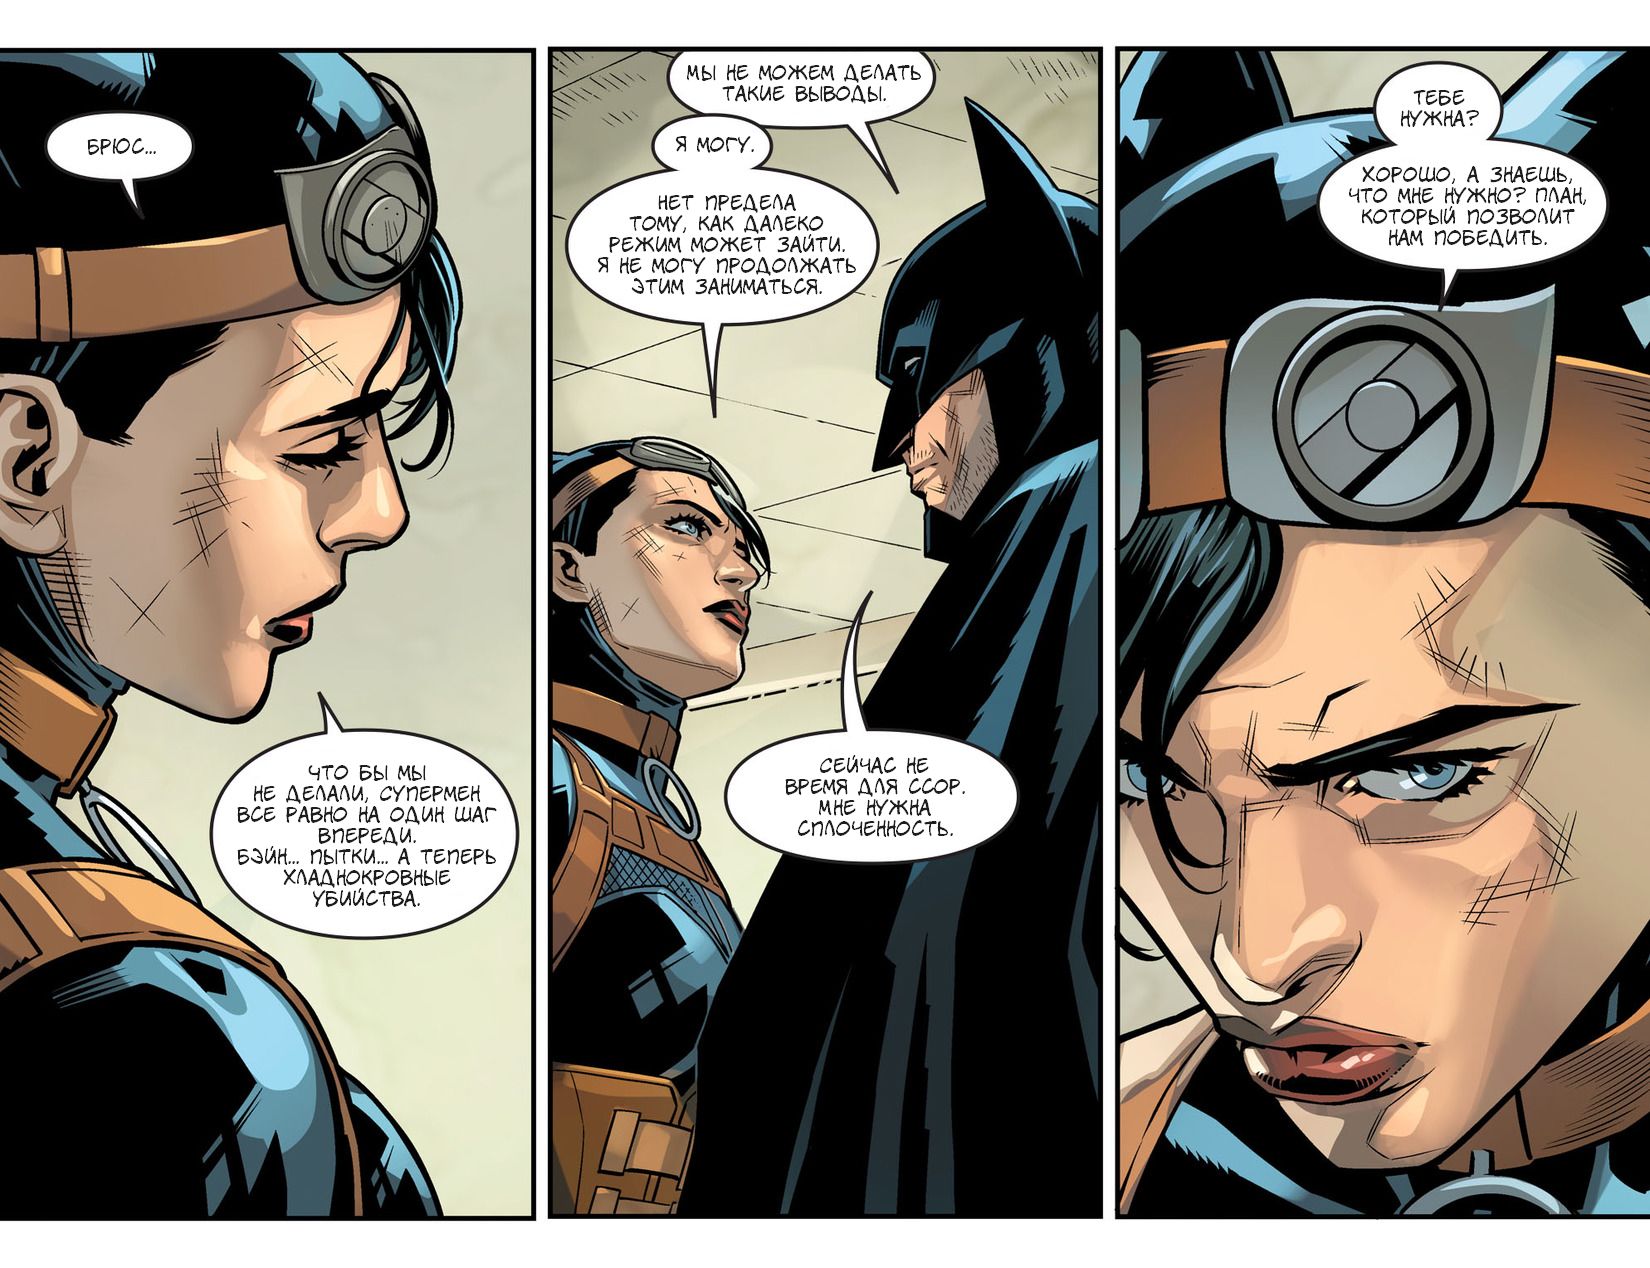 БРЮС...
ЧТО БЫ МЫ
НЕ ДЕЛАЛИ, СУПЕРМЕН
ВСЕ РАВНО НА ОДИН ШАГ
ВПЕРЕДИ.
БЭЙН... ПЫТКИ... А ТЕПЕРЬ
ХЛАДНОКРОВНЫЕ
УБИЙСТВА.
МЫ НЕ МОЖЕМ ДЕЛАТЬ
ТАКИЕ ВЫВОДЫ.
Я МОГУ.
НЕТ ПРЕДЕЛА
ТОМУ, КАК ДАЛЕКО
РЕЖИМ МОЖЕТ ЗАЙТИ.
Я НЕ МОГУ ПРОДОЛЖАТЬ
ЭТИМ ЗАНИМАТЬСЯ.
СЕЙЧАС НЕ
ВРЕМЯ ДЛЯ ССОР.
МНЕ НУЖНА
СПЛОЧЕННОСТЬ.
ТЕБЕ
НУЖНА?
ХОРОШО, А ЗНАЕШЬ,
ЧТО МНЕ НУЖНО? ПЛАН,
КОТОРЫЙ ПОЗВОЛИТ
НАМ ПОБЕДИТЬ.